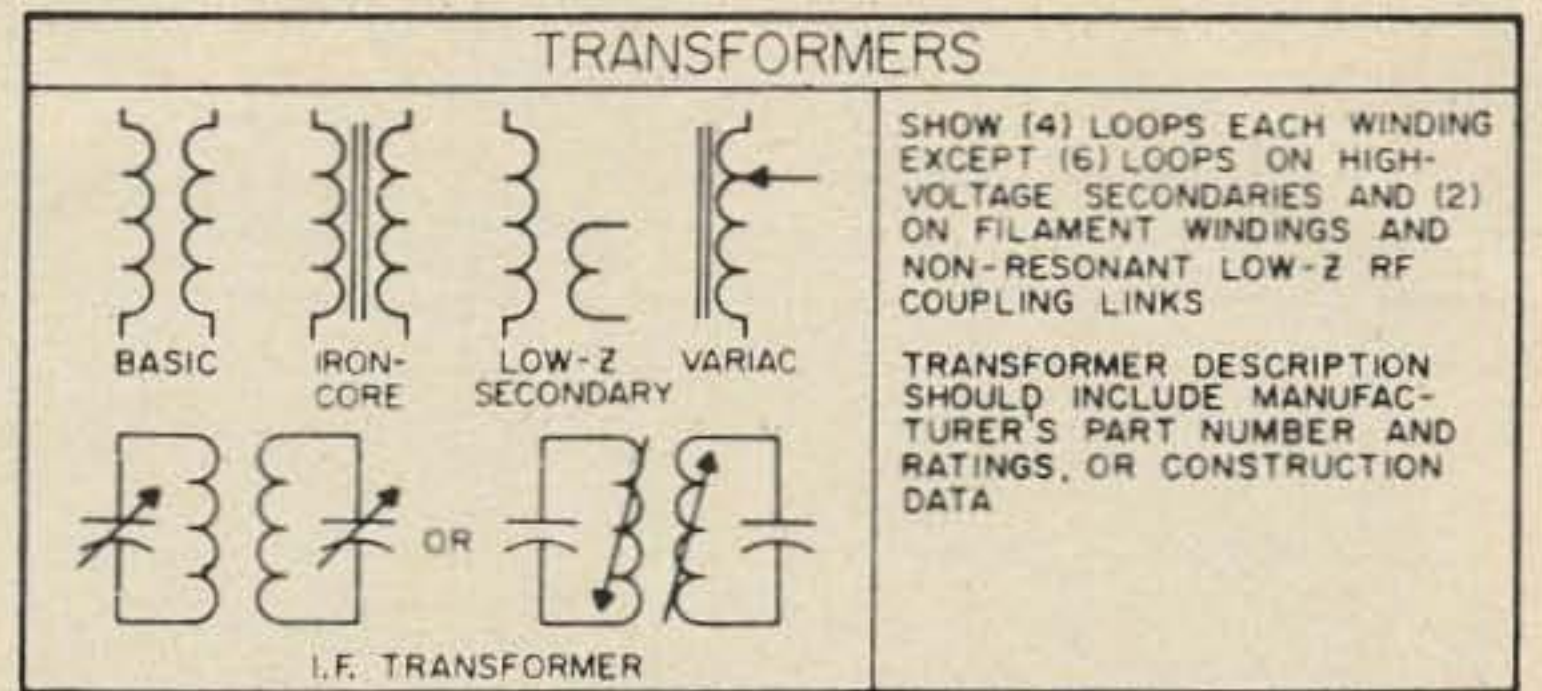 TRANSFORMERS
BASIC
IRON-
CORE
LOW-Z
SECONDARY
VARIAC
OR
I.F. TRANSFORMER
SHOW (4) LOOPS EACH WINDING
EXCEPT (6) LOOPS ON HIGH-
VOLTAGE SECONDARIES AND (2)
ON FILAMENT WINDINGS AND
NON-RESONANT LOW-Z RF
COUPLING LINKS
TRANSFORMER DESCRIPTION
SHOULD INCLUDE MANUFAC-
TURER'S PART NUMBER AND
RATINGS, OR CONSTRUCTION
DATA